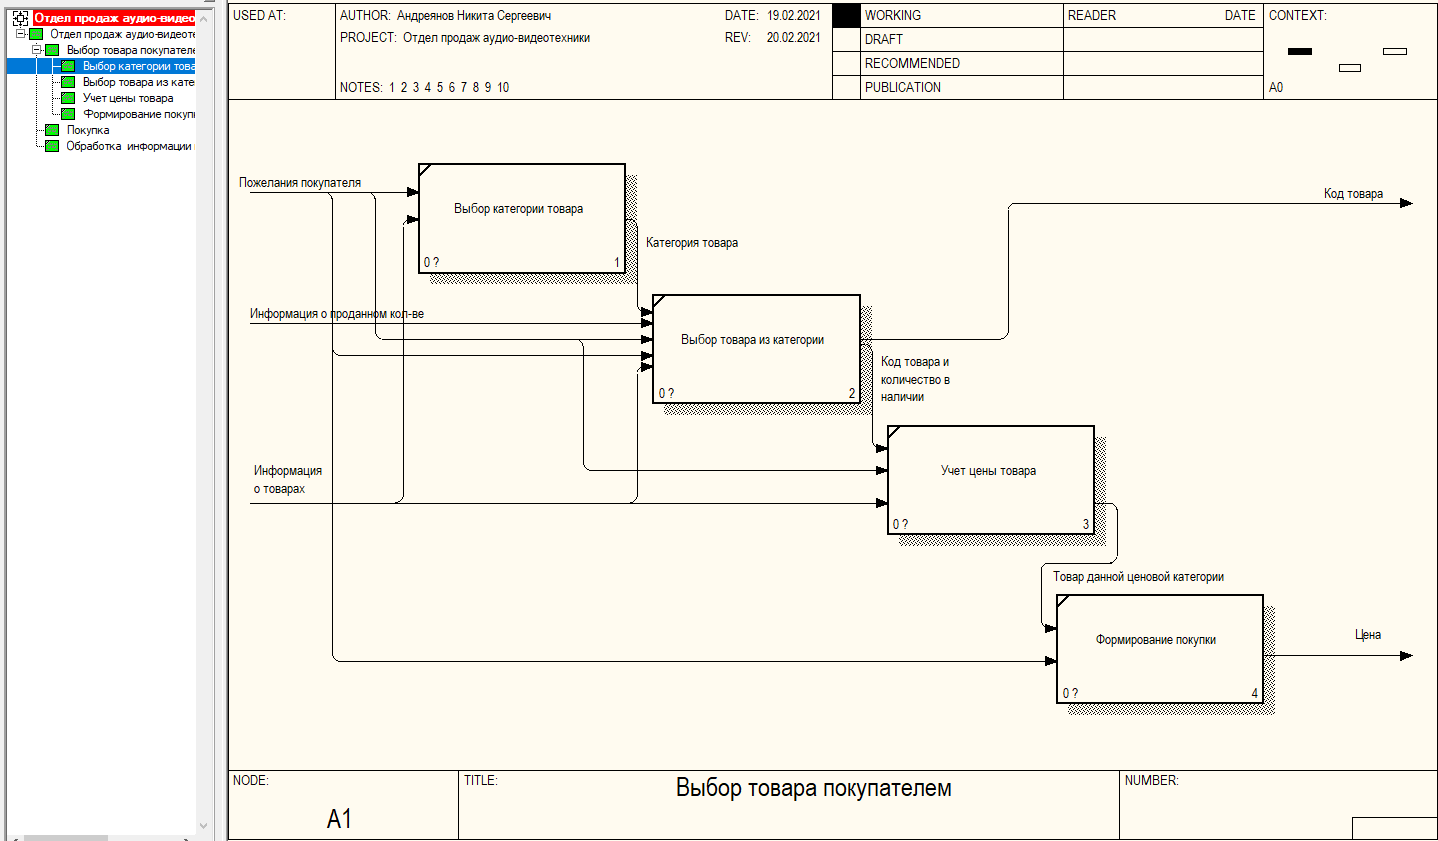 Отдел продаж аудио-видео
Отдел продаж аудио-видеоте
Выбор товара покупателе
Выбор категории това
Выбор товара из кате
Учет цены товара
Формирование покуп
Покупка
Обработка информации
USED AT:
AUTHOR: Андреянов Никита Сергеевич
DATE: 19.02.2021
PROJECT: Отдел продаж аудио-видеотехники
REV: 20.02.2021
NOTES: 1 2 3 4 5 6 7 8 9 10
WORKING
DRAFT
RECOMMENDED
PUBLICATION
READER DATE
CONTEXT:
A0
Пожелания покупателя
Выбор категории товара
0 ? 1
Код товара
Категория товара
Информация о проданном кол-ве
Выбор товара из категории
0 ? 2
Код товара и
количество в
наличии
Информация
о товарах
Учет цены товара
0 ? 3
Товар данной ценовой категории
Формирование покупки
0 ? 4
Цена
NODE:
A1
TITLE:
Выбор товара покупателем
NUMBER: